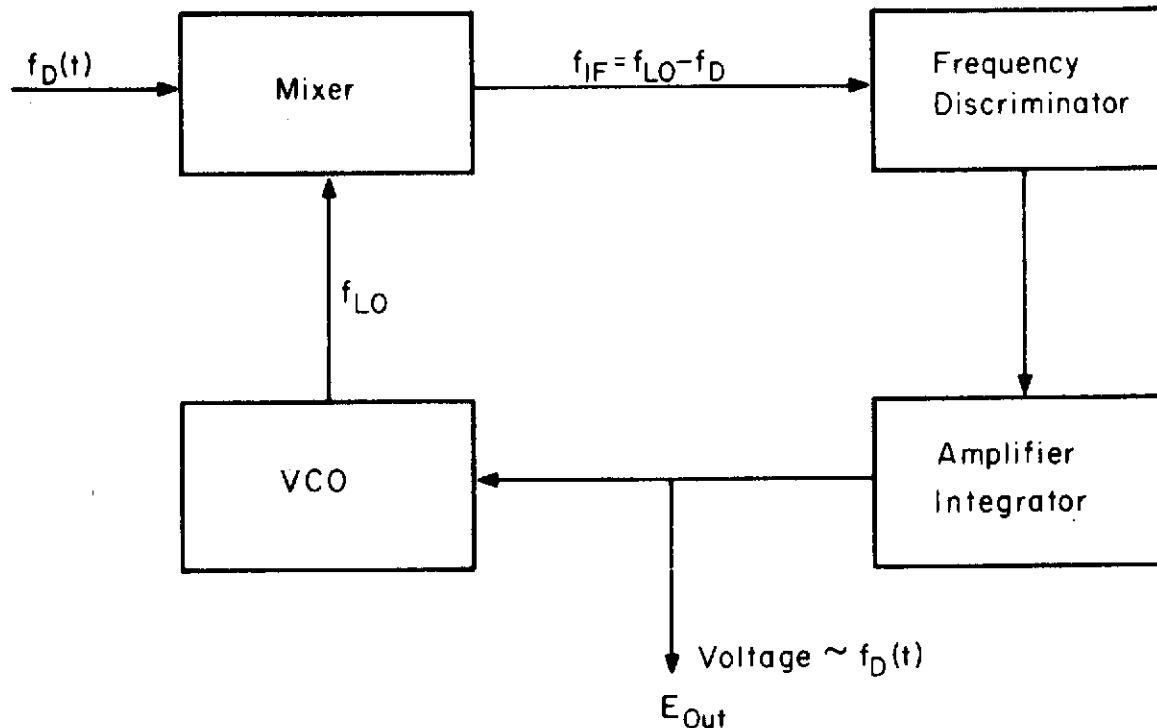 f_D(t)
Mixer
f_IF = f_LO - f_D
Frequency
Discriminator
f_LO
VCO
Amplifier
Integrator
Voltage ~ f_D(t)
E_Out